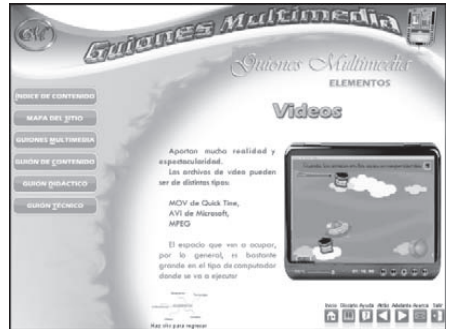 Guiones Multimedia
Guiones Multimedia
ELEMENTOS
Videos
ÍNDICE DE CONTENIDO
MAPA DEL SITIO
GUIONES MULTIMEDIA
GUIÓN DE CONTENIDO
GUIÓN DIDÁCTICO
GUIÓN TÉCNICO
Aportan mucha realidad y
espectacularidad.
Los archivos de video pueden
ser de distintos tipos:
MOV de Quick Time,
AVI de Microsoft,
MPEG
El espacio que van a ocupar,
por lo general, es bastante
grande en el tipo de computador
donde se va a ejecutar
Haz clic para regresar
Inicio Glosario Ayuda Atrás Adelante Acerca Salir